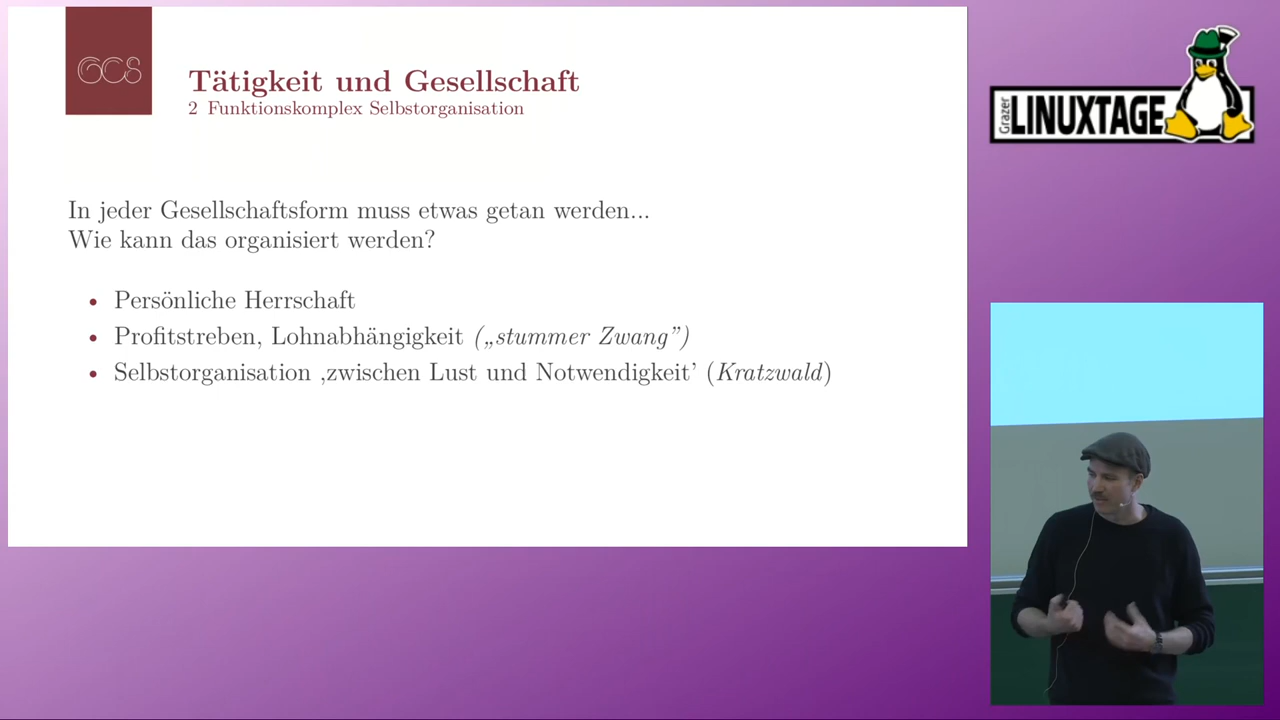 GCS
Tätigkeit und Gesellschaft
2 Funktionskomplex Selbstorganisation
In jeder Gesellschaftsform muss etwas getan werden...
Wie kann das organisiert werden?
• Persönliche Herrschaft
• Profitstreben, Lohnabhängigkeit („stummer Zwang”)
• Selbstorganisation ‚zwischen Lust und Notwendigkeit’ (Kratzwald)
Grazer
LINUXTAGE